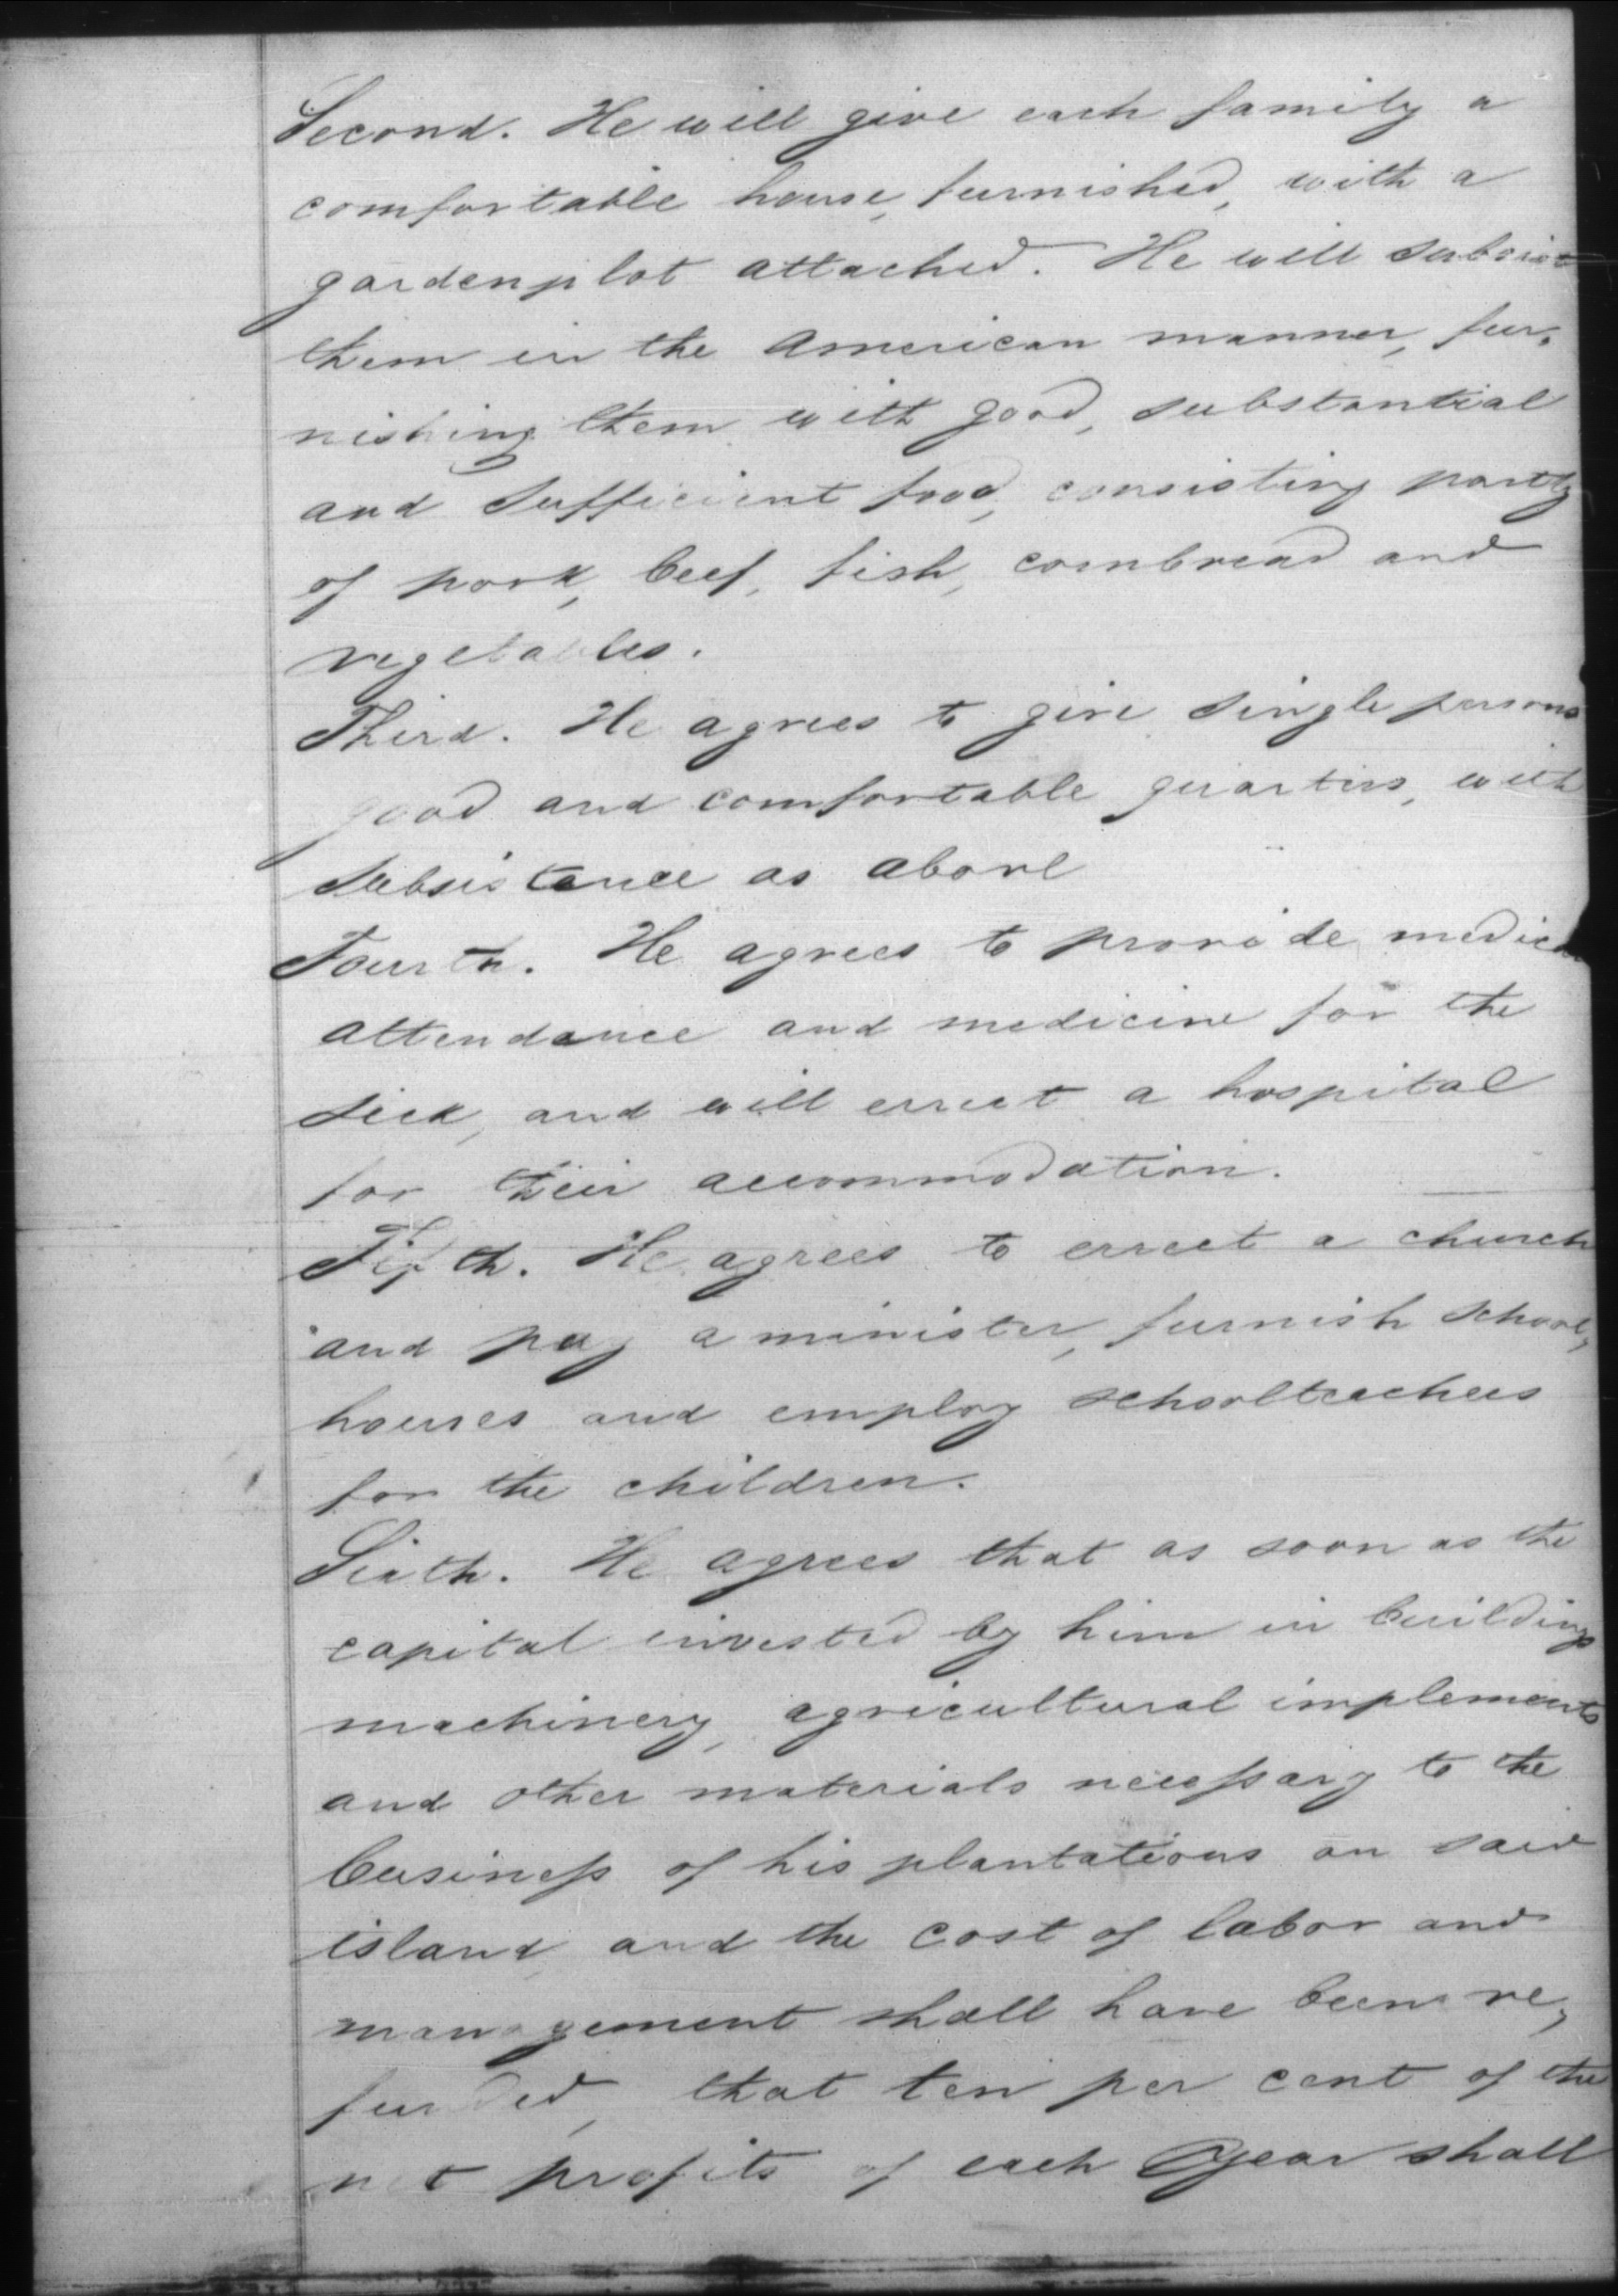 Second. He will give each family a
comfortable house, furnished, with a
gardenplot attached. He will subsist
them in the American manner, fur-
nishing them with good, substantial
and sufficient food, consisting partly
of pork, beef, fish, cornbread and
vegetables.
Third. He agrees to give single persons
good and comfortable quarters, with
subsistance as above
Fourth. He agrees to provide medical
attendance and medicine for the
sick, and will errect a hospital
for their accommodation.
Fifth. He agrees to errect a church
and pay a minister, furnish school,
houses and employ schoolteachers
for the children.
Sixth. He agrees that as soon as the
capital invested by him in buildings
machinery, agricultural implements
and other materials necessary to the
business of his plantations on said
island, and the cost of labor and
management shall have been re,
funded, that ten per cent of the
net profits of each year shall